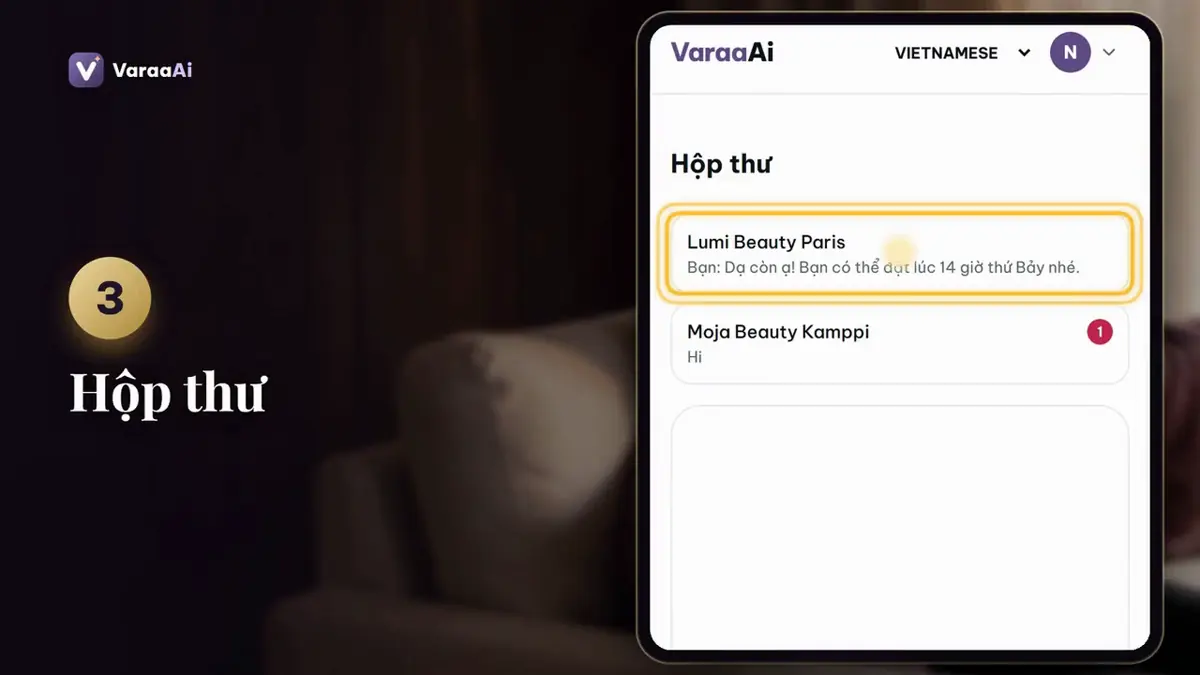 VaraaAi
3
Hộp thư
VaraaAi
VIETNAMESE
N
Hộp thư
Lumi Beauty Paris
Bạn: Dạ còn ạ! Bạn có thể đặt lúc 14 giờ thứ Bảy nhé.
Moja Beauty Kamppi
1
Hi